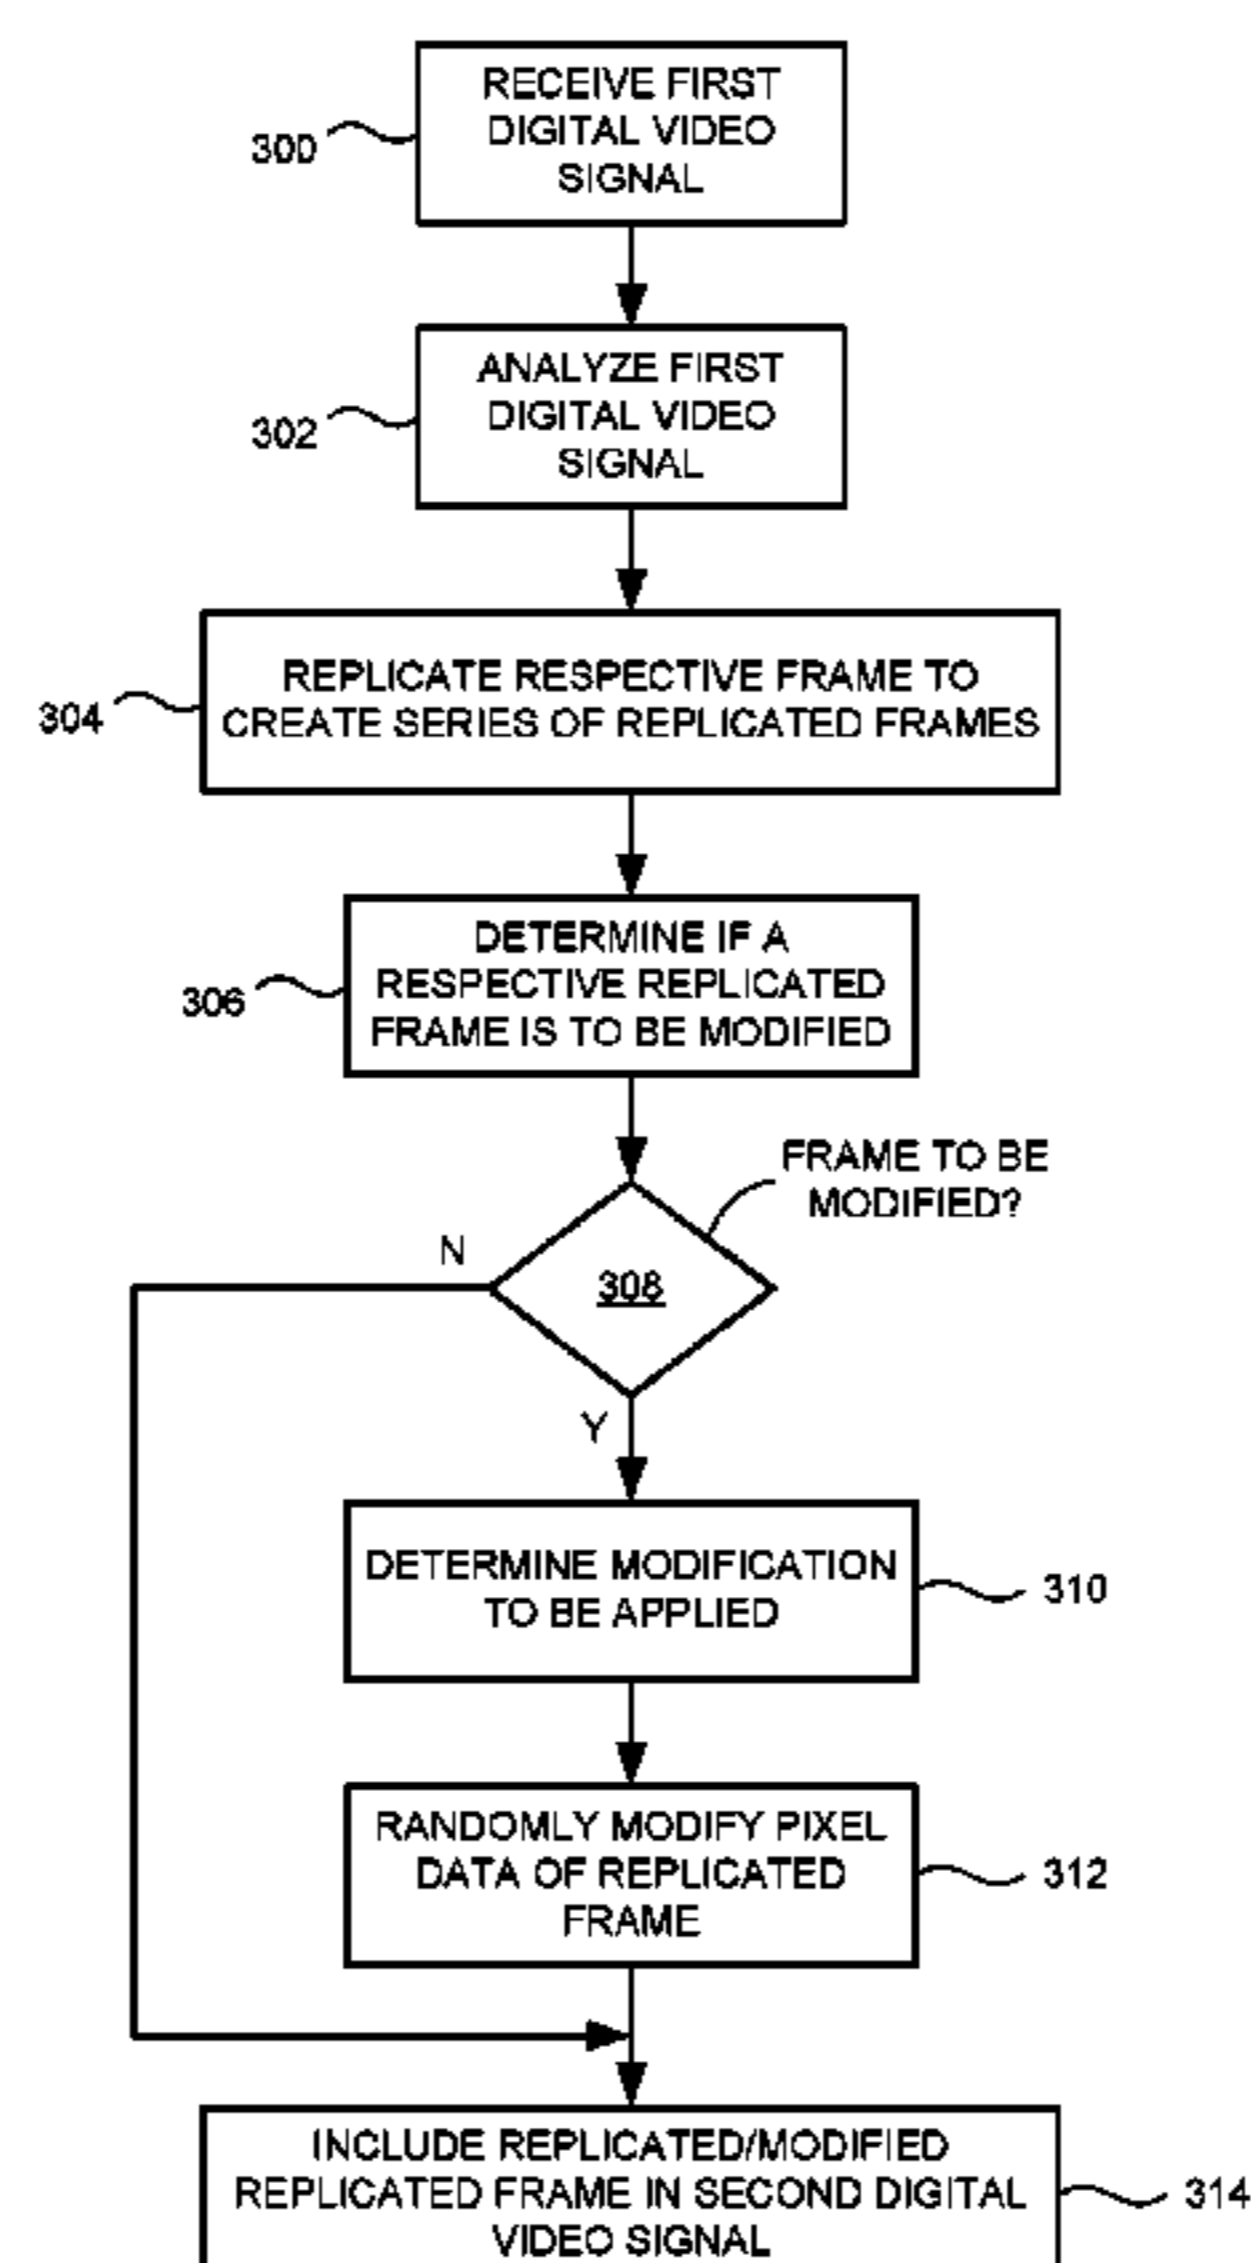 RECEIVE FIRST
DIGITAL VIDEO
SIGNAL
300
ANALYZE FIRST
DIGITAL VIDEO
SIGNAL
302
REPLICATE RESPECTIVE FRAME TO
CREATE SERIES OF REPLICATED FRAMES
304
DETERMINE IF A
RESPECTIVE REPLICATED
FRAME IS TO BE MODIFIED
306
FRAME TO BE
MODIFIED?
N
308
Y
DETERMINE MODIFICATION
TO BE APPLIED
310
RANDOMLY MODIFY PIXEL
DATA OF REPLICATED
FRAME
312
INCLUDE REPLICATED/MODIFIED
REPLICATED FRAME IN SECOND DIGITAL
VIDEO SIGNAL
314